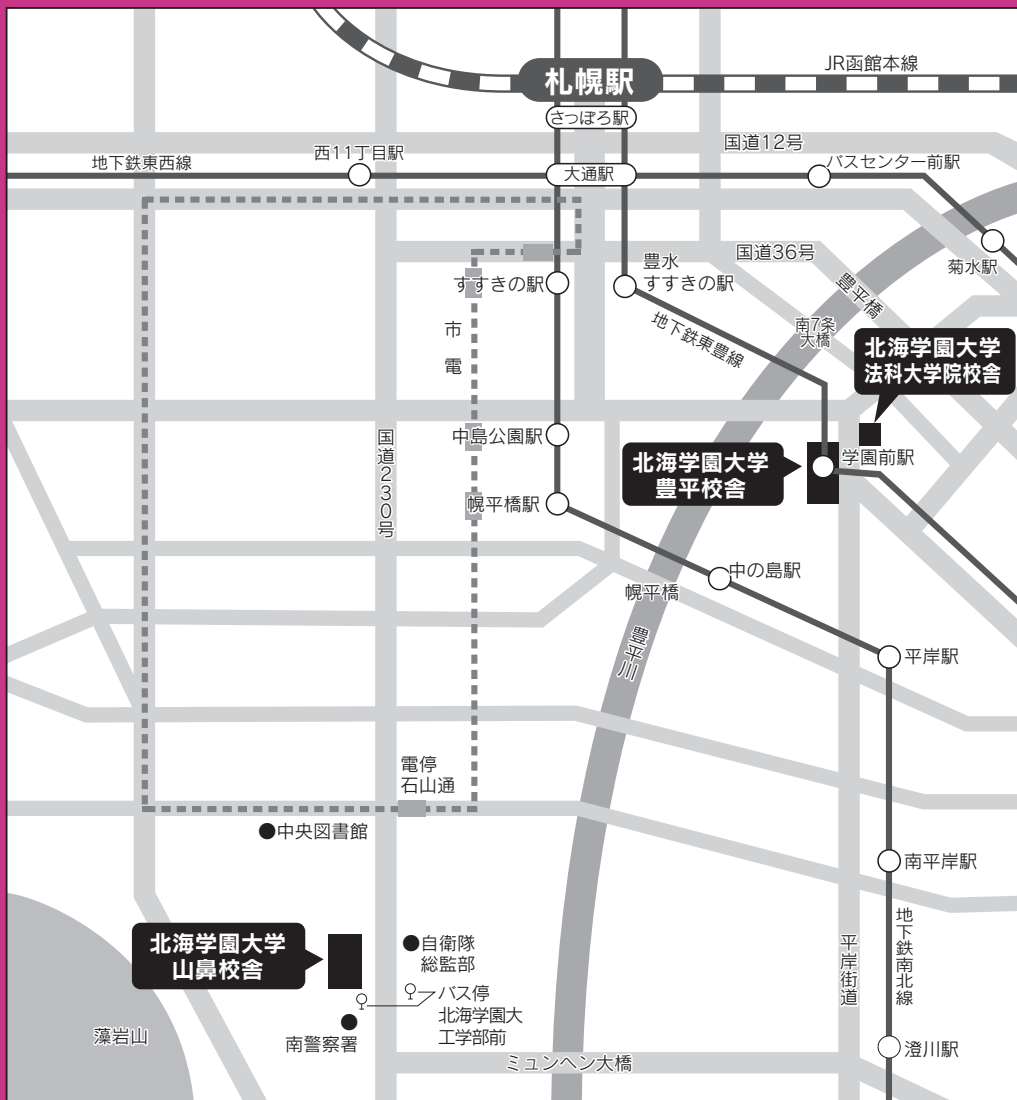 JR函館本線
札幌駅
さっぽろ駅
国道12号
地下鉄東西線
西11丁目駅
大通駅
バスセンター前駅
国道36号
菊水駅
豊水
すすきの駅
すすきの駅
豊平橋
南7条
大橋
地下鉄東豊線
市電
北海学園大学
法科大学院校舎
国道230号
中島公園駅
学園前駅
北海学園大学
豊平校舎
幌平橋駅
中の島駅
幌平橋
豊平川
平岸駅
電停
石山通
中央図書館
南平岸駅
地下鉄南北線
平岸街道
北海学園大学
山鼻校舎
自衛隊
総監部
バス停
北海学園大
工学部前
南警察署
藻岩山
ミュンヘン大橋
澄川駅